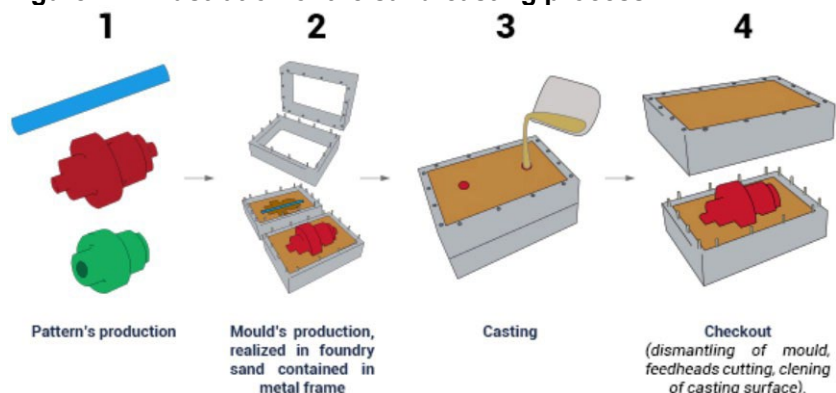 1 2 3 4
Pattern's production
Mould's production,
realized in foundry
sand contained in
metal frame
Casting
Checkout
(dismantling of mould,
feedheads cutting, clening
of casting surface).